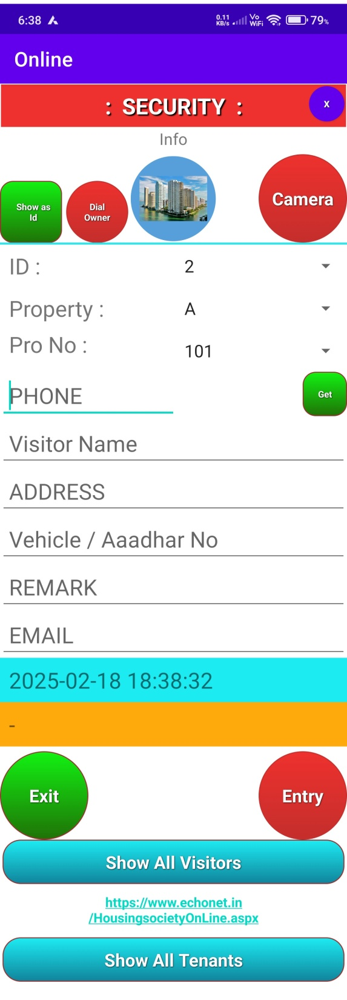 6:38
0.11 KB/s Vo WiFi 79%
Online
: SECURITY :
x
Info
Show as Id
Dial Owner
Camera
ID :
2
Property :
A
Pro No :
101
PHONE
Get
Visitor Name
ADDRESS
Vehicle / Aaadhar No
REMARK
EMAIL
2025-02-18 18:38:32
-
Exit
Entry
Show All Visitors
https://www.echonet.in
/HousingsocietyOnLine.aspx
Show All Tenants